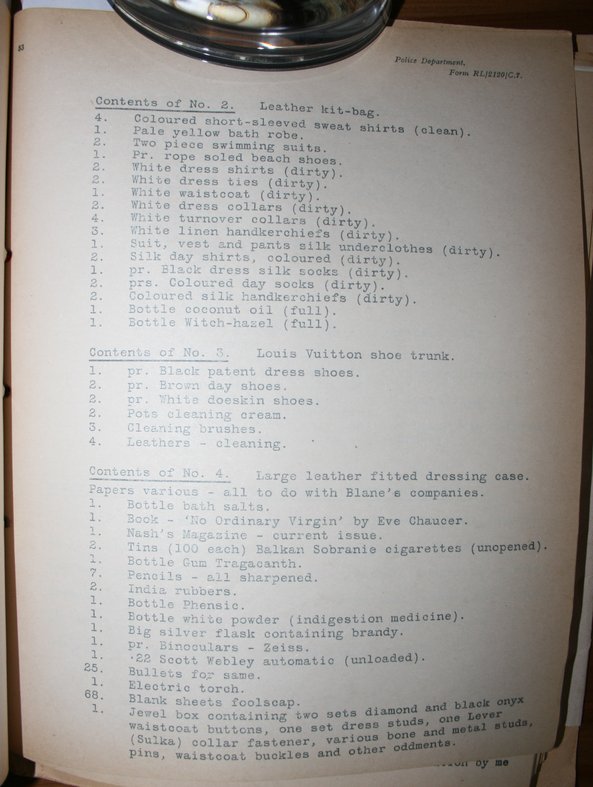 53
Police Department,
Form RL/2120/C.7.
Contents of No. 2. Leather kit-bag.
4. Coloured short-sleeved sweat shirts (clean).
1. Pale yellow bath robe.
2. Two piece swimming suits.
1. Pr. rope soled beach shoes.
2. White dress shirts (dirty).
2. White dress ties (dirty).
1. White waistcoat (dirty).
2. White dress collars (dirty).
4. White turnover collars (dirty).
3. White linen handkerchiefs (dirty).
1. Suit, vest and pants silk underclothes (dirty).
2. Silk day shirts, coloured (dirty).
1. pr. Black dress silk socks (dirty).
2. prs. Coloured day socks (dirty).
2. Coloured silk handkerchiefs (dirty).
1. Bottle coconut oil (full).
1. Bottle Witch-hazel (full).
Contents of No. 3. Louis Vuitton shoe trunk.
1. pr. Black patent dress shoes.
2. pr. Brown day shoes.
2. pr. White doeskin shoes.
2. Pots cleaning cream.
3. Cleaning brushes.
4. Leathers - cleaning.
Contents of No. 4. Large leather fitted dressing case.
Papers various - all to do with Blane's companies.
1. Bottle bath salts.
1. Book - 'No Ordinary Virgin' by Eve Chaucer.
1. Nash's Magazine - current issue.
2. Tins (100 each) Balkan Sobranie cigarettes (unopened).
1. Bottle Gum Tragacanth.
7. Pencils - all sharpened.
2. India rubbers.
1. Bottle Phensic.
1. Bottle white powder (indigestion medicine).
1. Big silver flask containing brandy.
1. pr. Binoculars - Zeiss.
1. .22 Scott Webley automatic (unloaded).
25. Bullets for same.
1. Electric torch.
68. Blank sheets foolscap.
1. Jewel box containing two sets diamond and black onyx
waistcoat buttons, one set dress studs, one Lever
(Sulka) collar fastener, various bone and metal studs,
pins, waistcoat buckles and other oddments.
by me